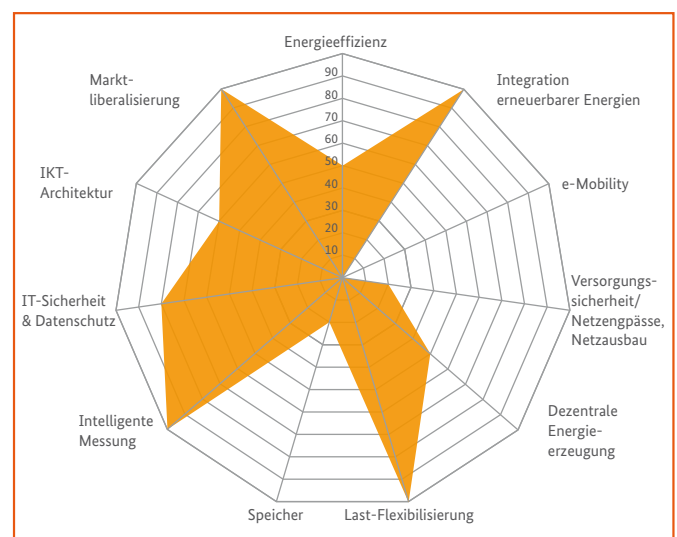 Energieeffizienz
Integration
erneuerbarer Energien
e-Mobility
Versorgungs-
sicherheit/
Netzengpässe,
Netzausbau
Dezentrale
Energie-
erzeugung
Last-Flexibilisierung
Speicher
Intelligente
Messung
IT-Sicherheit
& Datenschutz
IKT-
Architektur
Markt-
liberalisierung
90
80
70
60
50
40
30
20
10